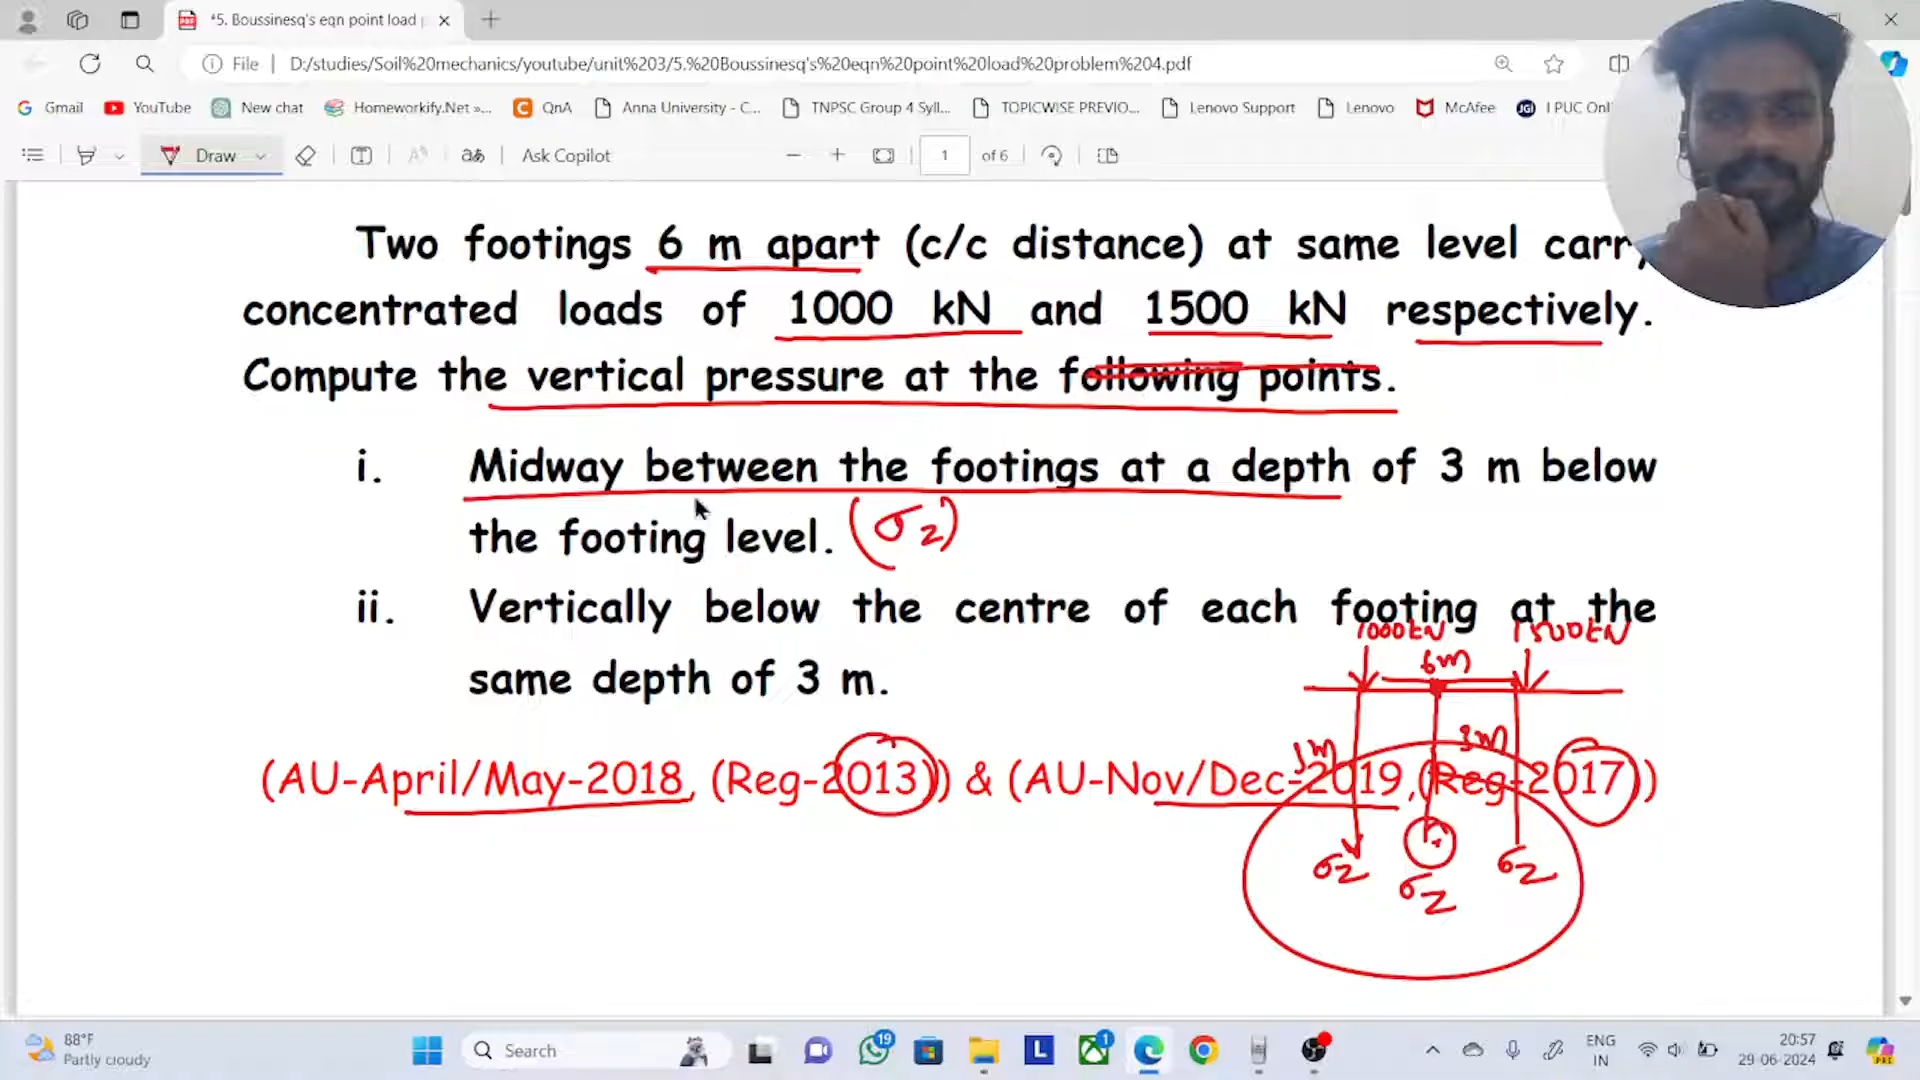 *5. Boussinesq's eqn point load
File D:/studies/Soil%20mechanics/youtube/unit%203/5.%20Boussinesq's%20eqn%20point%20load%20problem%204.pdf
Gmail YouTube New chat Homeworkify.Net »... QnA Anna University - C... TNPSC Group 4 Syll... TOPICWISE PREVIO... Lenovo Support Lenovo McAfee I PUC Onl
Draw Ask Copilot 1 of 6
Two footings 6 m apart (c/c distance) at same level carry
concentrated loads of 1000 kN and 1500 kN respectively.
Compute the vertical pressure at the following points.
i. Midway between the footings at a depth of 3 m below
the footing level. (σz)
ii. Vertically below the centre of each footing at the
same depth of 3 m.
1000kN 1500kN
6m
3m 3m
(AU-April/May-2018, (Reg-2013)) & (AU-Nov/Dec-2019,(Reg-2017))
σz σz σz
88°F
Partly cloudy
Search
19
1
ENG
IN
20:57
29-06-2024